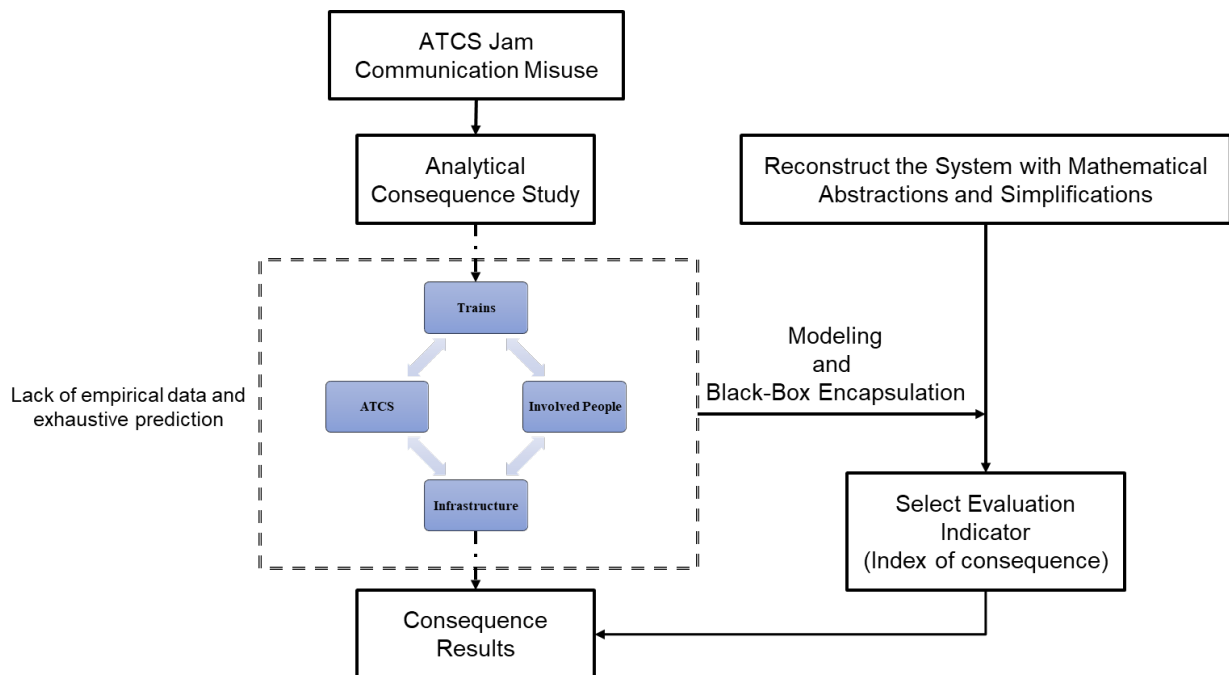 ATCS Jam
Communication Misuse
Analytical
Consequence Study
Reconstruct the System with Mathematical
Abstractions and Simplifications
Trains
ATCS
Involved People
Infrastructure
Lack of empirical data and
exhaustive prediction
Modeling
and
Black-Box Encapsulation
Select Evaluation
Indicator
(Index of consequence)
Consequence
Results